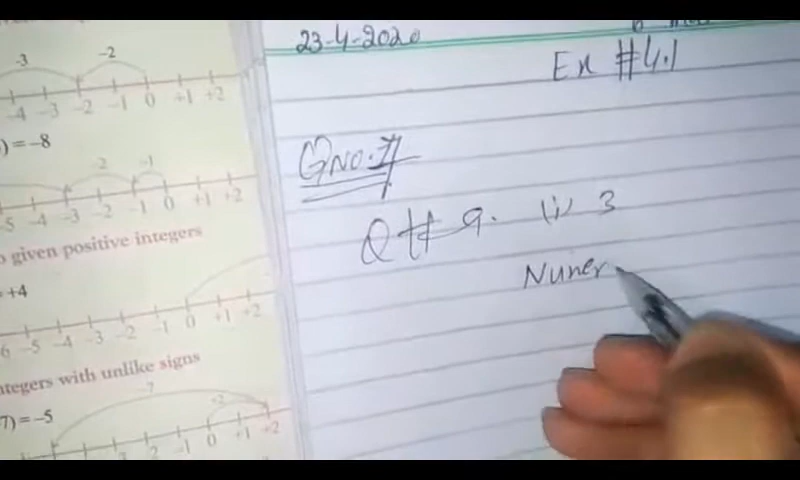 -3 -2
-4 -3 -2 -1 0 +1 +2
) = -8
-2 -1
-5 -4 -3 -2 -1 0 +1 +2
o given positive integers
= +4
6 -5 -4 -3 -2 -1 0 +1 +2
ntegers with unlike signs
7) = -5
-7
+2
-3 -2 -1 0 +1 +2
23-4-2020
Ex #4.1
Q# 9. (i) 3
Numer